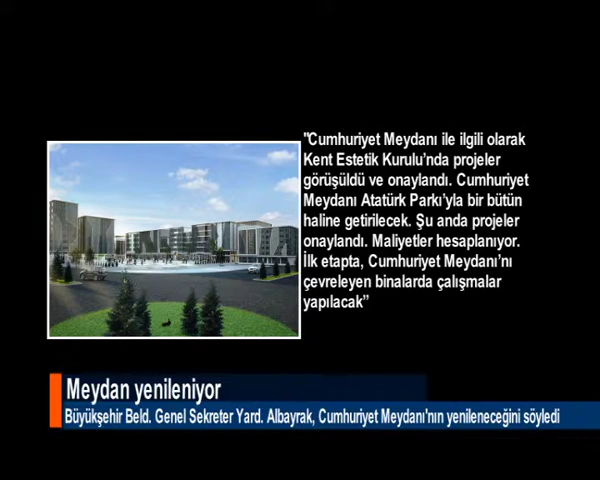 "Cumhuriyet Meydanı ile ilgili olarak
Kent Estetik Kurulu’nda projeler
görüşüldü ve onaylandı. Cumhuriyet
Meydanı Atatürk Parkı’yla bir bütün
haline getirilecek. Şu anda projeler
onaylandı. Maliyetler hesaplanıyor.
İlk etapta, Cumhuriyet Meydanı’nı
çevreleyen binalarda çalışmalar
yapılacak”
Meydan yenileniyor
Büyükşehir Beld. Genel Sekreter Yard. Albayrak, Cumhuriyet Meydanı'nın yenileneceğini söyledi